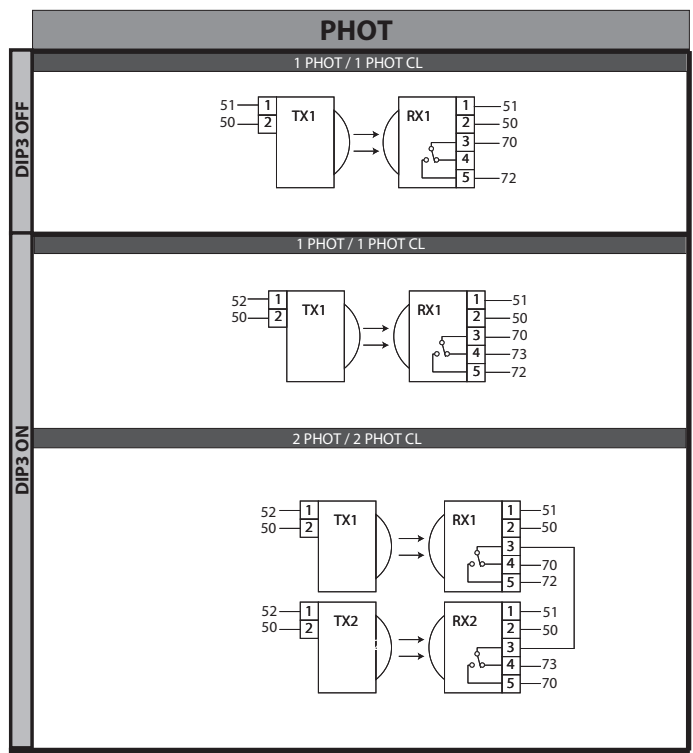 PHOT
DIP3 OFF
1 PHOT / 1 PHOT CL
51 1 TX1 RX1 1 51
50 2 2 50
3 70
4
5 72
DIP3 ON
1 PHOT / 1 PHOT CL
52 1 TX1 RX1 1 51
50 2 2 50
3 70
4 73
5 72
2 PHOT / 2 PHOT CL
52 1 TX1 RX1 1 51
50 2 2 50
3
4 70
5 72
52 1 TX2 RX2 1 51
50 2 2 50
3
4 73
5 70